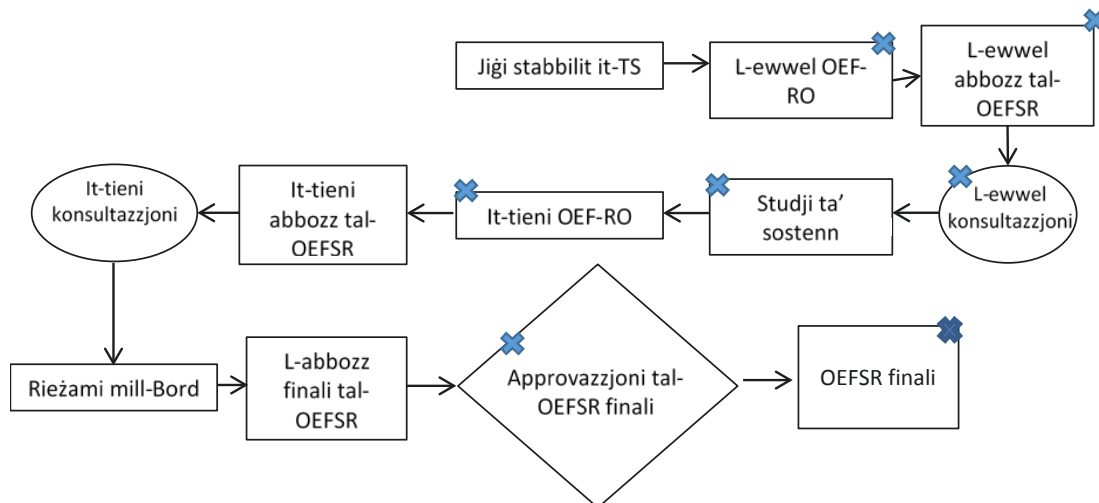 Jiġi stabbilit it-TS
L-ewwel OEF-
RO
L-ewwel
abbozz tal-
OEFSR
L-ewwel
konsultazzjoni
Studji ta’
sostenn
It-tieni OEF-RO
It-tieni
abbozz tal-
OEFSR
It-tieni
konsultazzjoni
Rieżami mill-Bord
L-abbozz
finali tal-
OEFSR
Approvazzjoni tal-
OEFSR finali
OEFSR finali